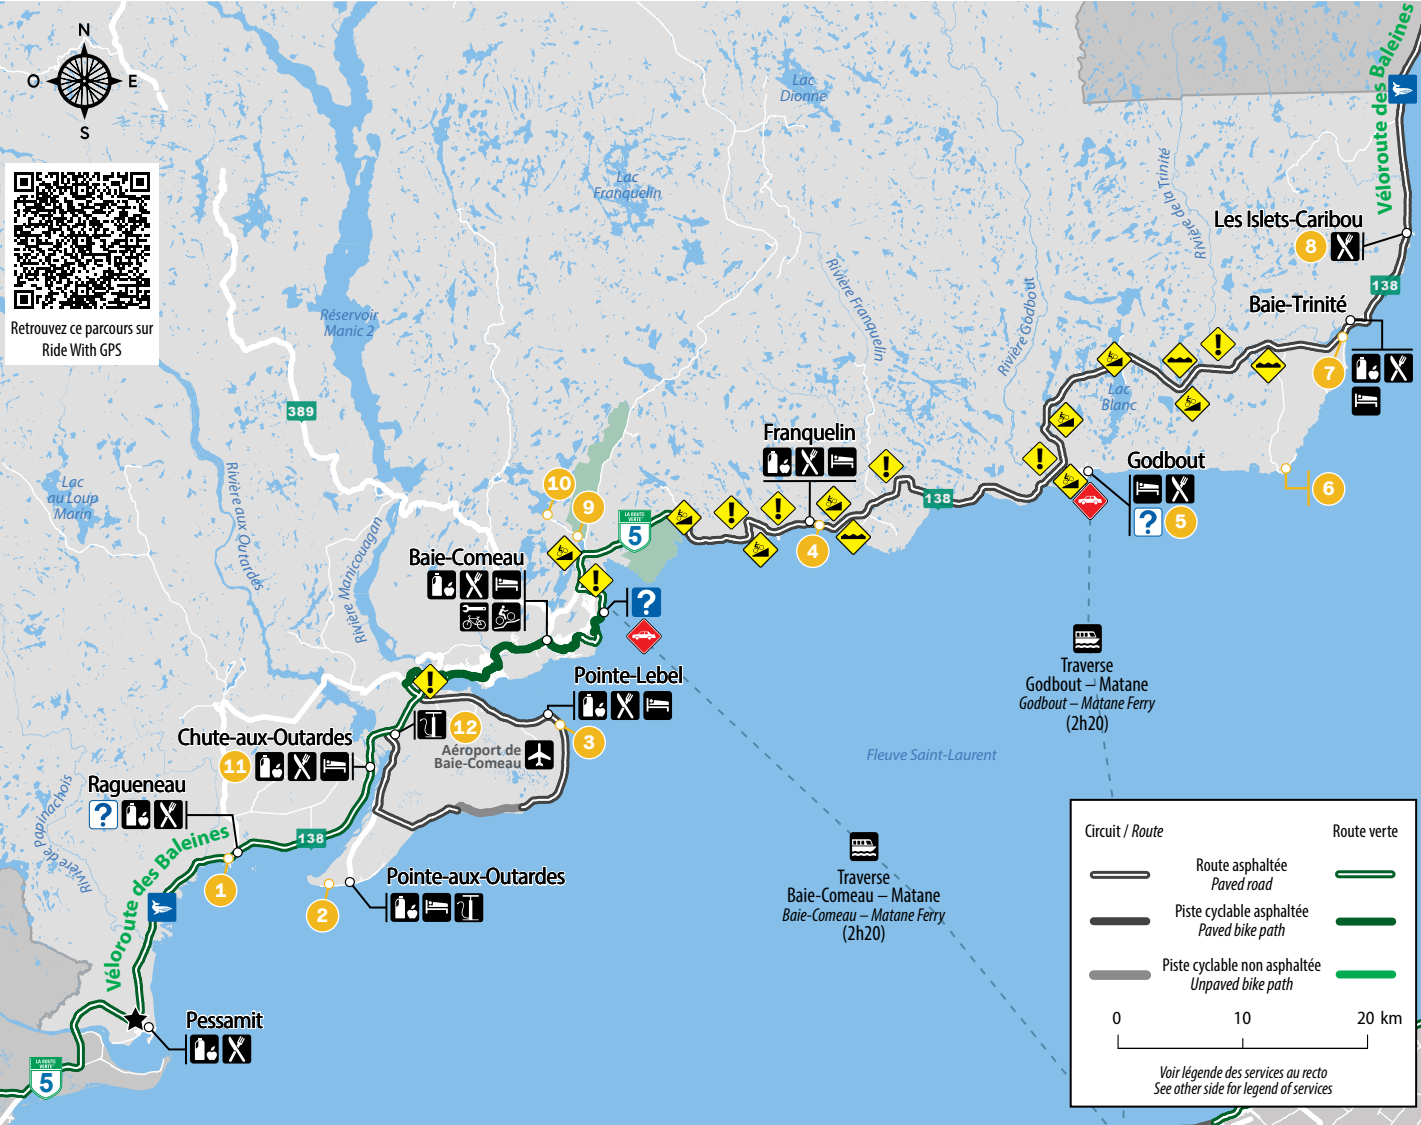 N
O
E
S
Retrouvez ce parcours sur
Ride With GPS
Lac
Dionne
Lac
Franquelin
Réservoir
Manic 2
389
Lac
au Loup
Marin
Rivière aux Outardes
Rivière Manicouagan
Rivière Franquelin
Rivière Godbout
Rivière de la Trinité
Véloroute des Baleines
Les Islets-Caribou
8
138
Baie-Trinité
7
Lac
Blanc
6
Franquelin
4
138
Godbout
?
5
10
9
LA ROUTE
VERTE
5
Baie-Comeau
?
Pointe-Lebel
3
12
Aéroport de
Baie-Comeau
Chute-aux-Outardes
11
Ragueneau
?
138
1
Rivière de Papinachois
Véloroute des Baleines
Pointe-aux-Outardes
2
Pessamit
LA ROUTE
VERTE
5
Traverse
Godbout – Matane
Godbout – Matane Ferry
(2h20)
Fleuve Saint-Laurent
Traverse
Baie-Comeau – Matane
Baie-Comeau – Matane Ferry
(2h20)
Circuit / Route
Route verte
Route asphaltée
Paved road
Piste cyclable asphaltée
Paved bike path
Piste cyclable non asphaltée
Unpaved bike path
0
10
20 km
Voir légende des services au recto
See other side for legend of services